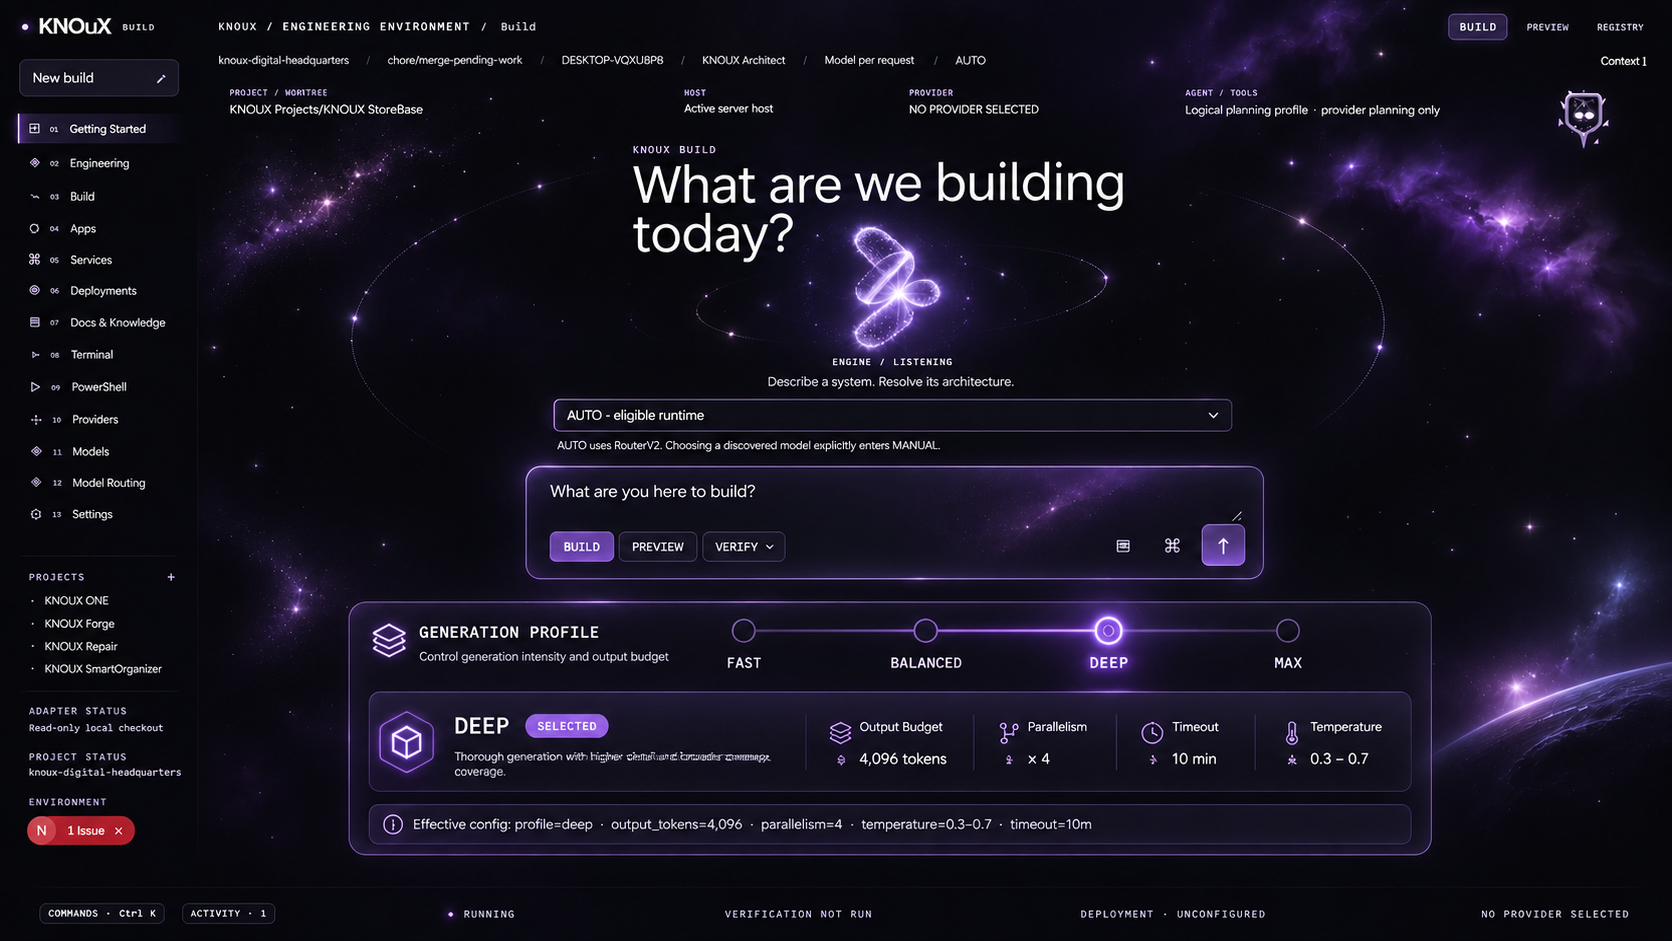 KNOUX BUILD
KNOUX / ENGINEERING ENVIRONMENT / Build
BUILD PREVIEW REGISTRY
knoux-digital-headquarters / chore/merge-pending-work / DESKTOP-VQXU8P8 / KNOUX Architect / Model per request / AUTO
Context 1
New build
01 Getting Started
02 Engineering
03 Build
04 Apps
05 Services
06 Deployments
07 Docs & Knowledge
08 Terminal
09 PowerShell
10 Providers
11 Models
12 Model Routing
13 Settings
PROJECTS +
KNOUX ONE
KNOUX Forge
KNOUX Repair
KNOUX SmartOrganizer
ADAPTER STATUS
Read-only local checkout
PROJECT STATUS
knoux-digital-headquarters
ENVIRONMENT
N 1 Issue ×
PROJECT / WORKTREE
KNOUX Projects/KNOUX StoreBase
HOST
Active server host
PROVIDER
NO PROVIDER SELECTED
AGENT / TOOLS
Logical planning profile · provider planning only
KNOUX BUILD
What are we building
today?
ENGINE / LISTENING
Describe a system. Resolve its architecture.
AUTO - eligible runtime
AUTO uses RouterV2. Choosing a discovered model explicitly enters MANUAL.
What are you here to build?
BUILD PREVIEW VERIFY
GENERATION PROFILE
Control generation intensity and output budget
FAST BALANCED DEEP MAX
DEEP SELECTED
Thorough generation with higher
coverage.
Output Budget
4,096 tokens
Parallelism
× 4
Timeout
10 min
Temperature
0.3 – 0.7
Effective config: profile=deep · output_tokens=4,096 · parallelism=4 · temperature=0.3–0.7 · timeout=10m
COMMANDS · Ctrl K
ACTIVITY · 1
RUNNING
VERIFICATION NOT RUN
DEPLOYMENT · UNCONFIGURED
NO PROVIDER SELECTED